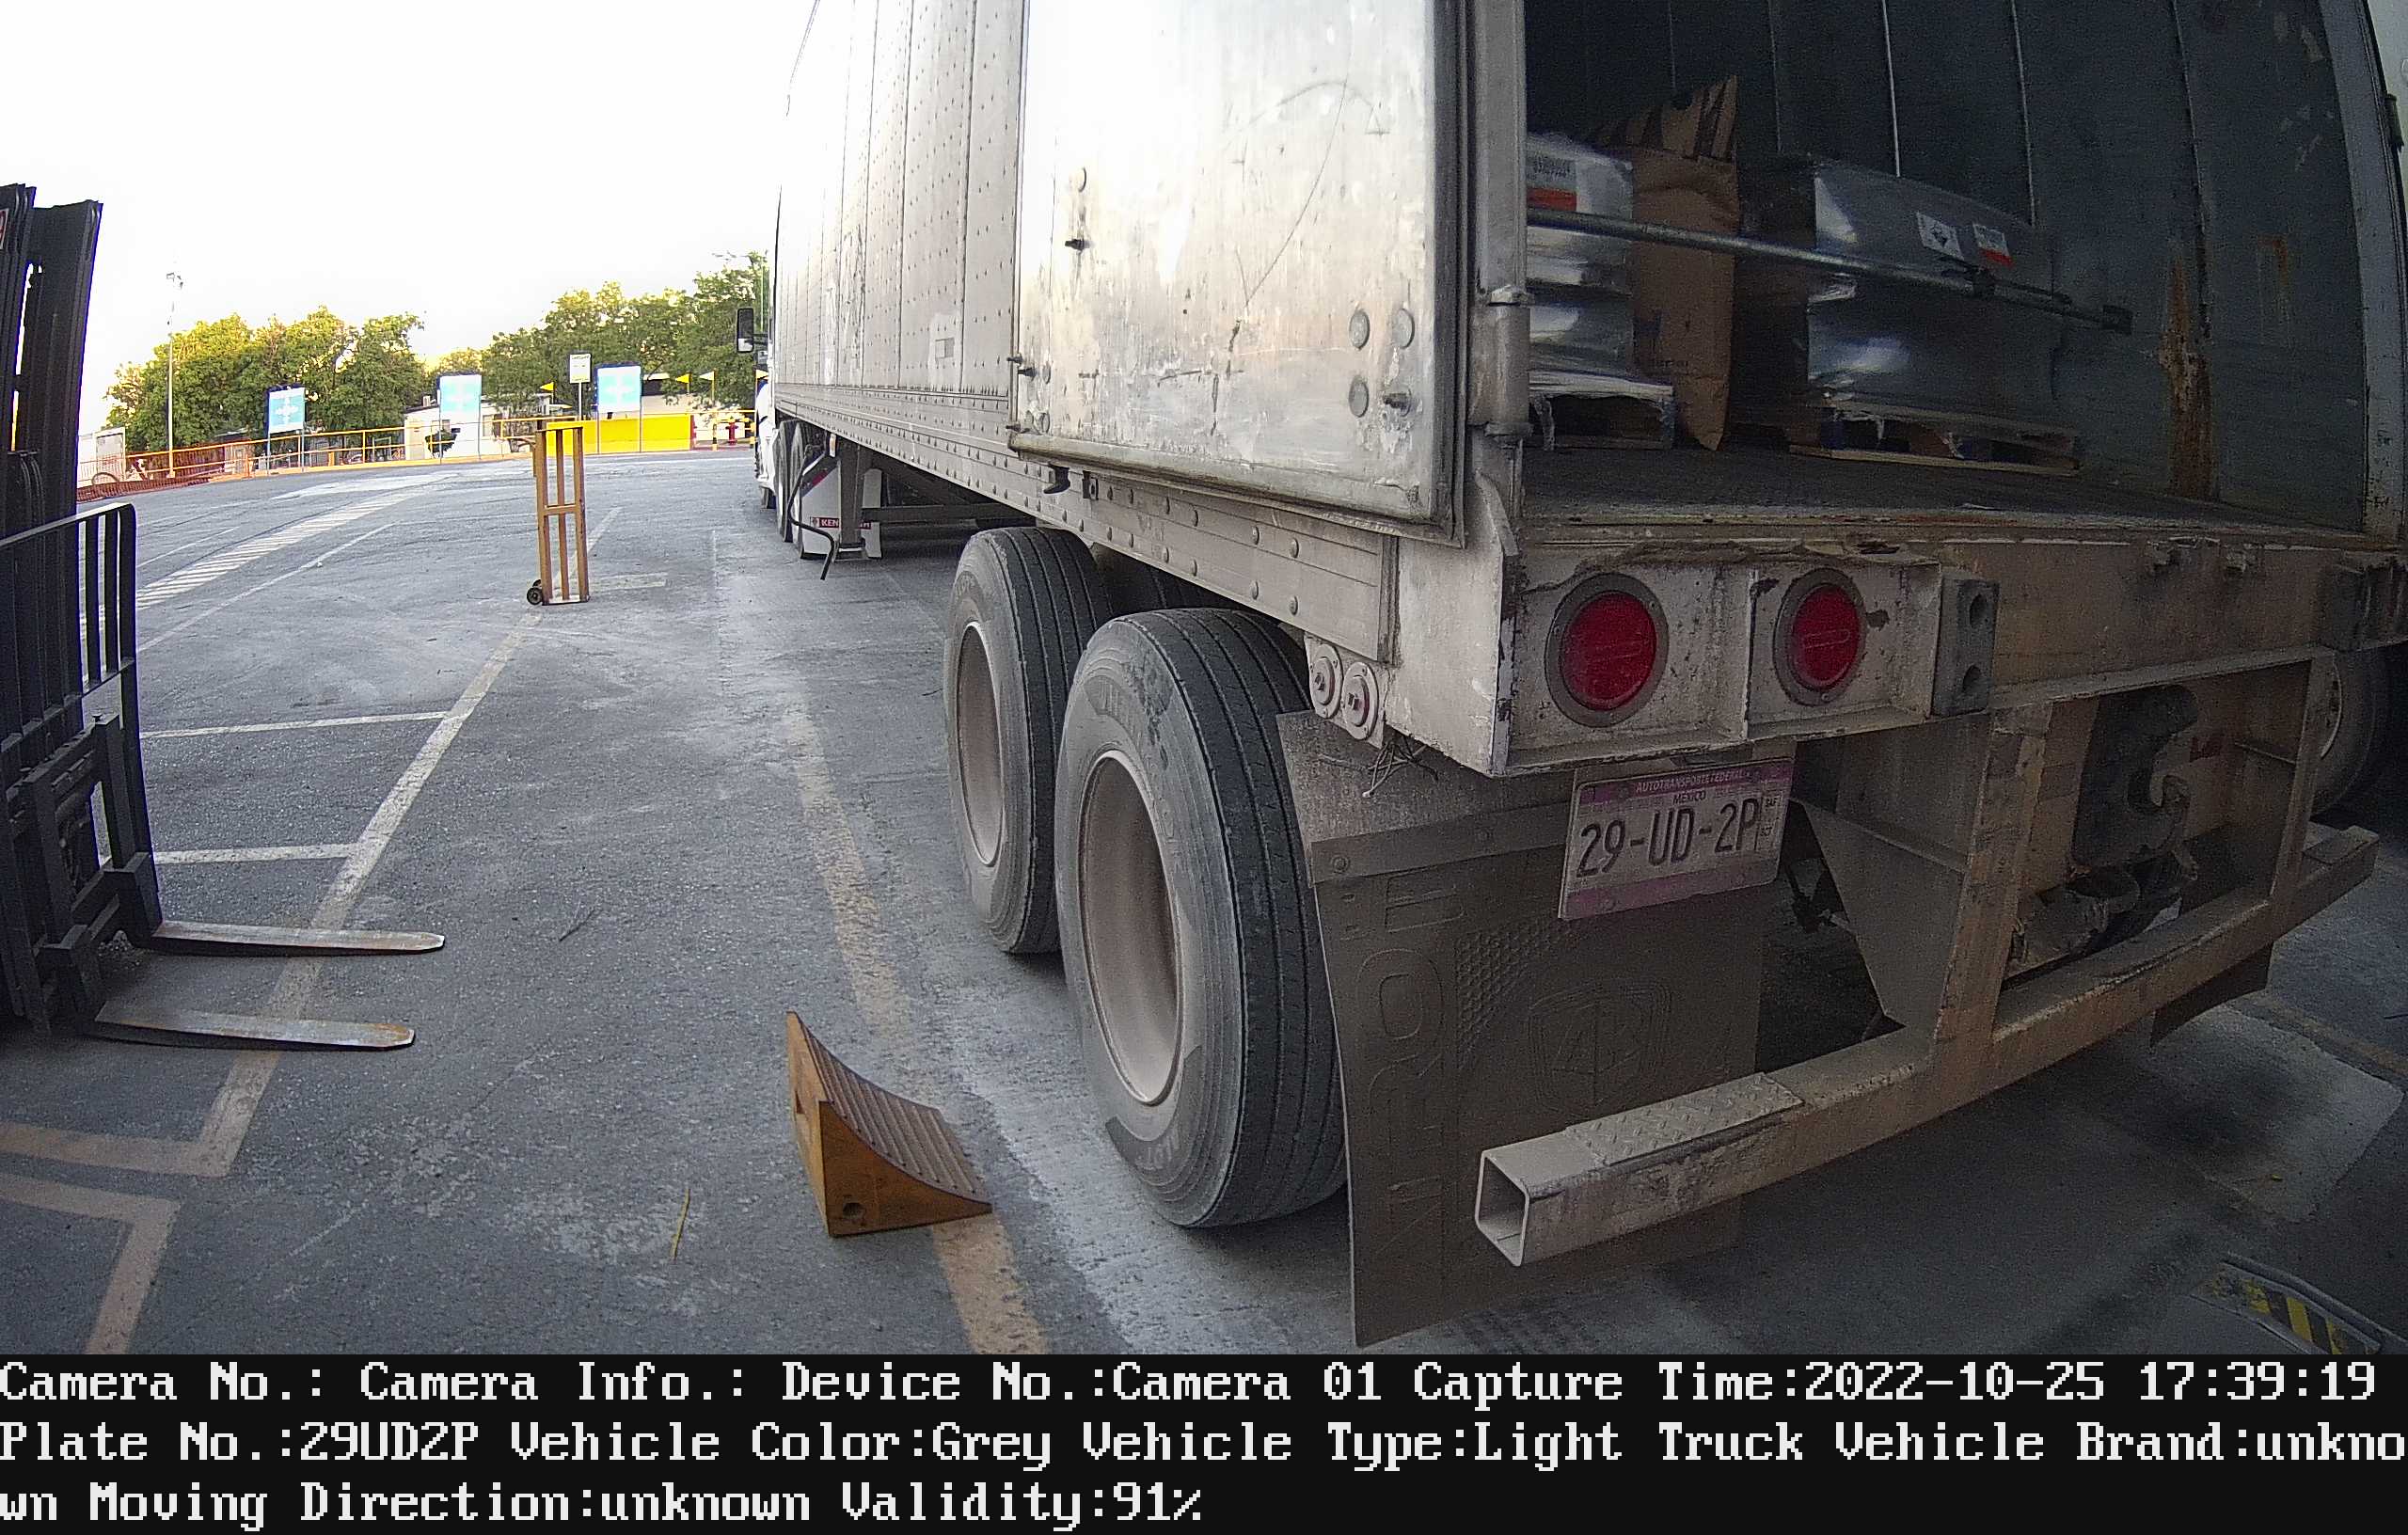 AUTOTRANSPORTE FEDERAL
MEXICO
29-UD-2P
Camera No.: Camera Info.: Device No.:Camera 01 Capture Time:2022-10-25 17:39:19
Plate No.:29UD2P Vehicle Color:Grey Vehicle Type:Light Truck Vehicle Brand:unkno
wn Moving Direction:unknown Validity:91%